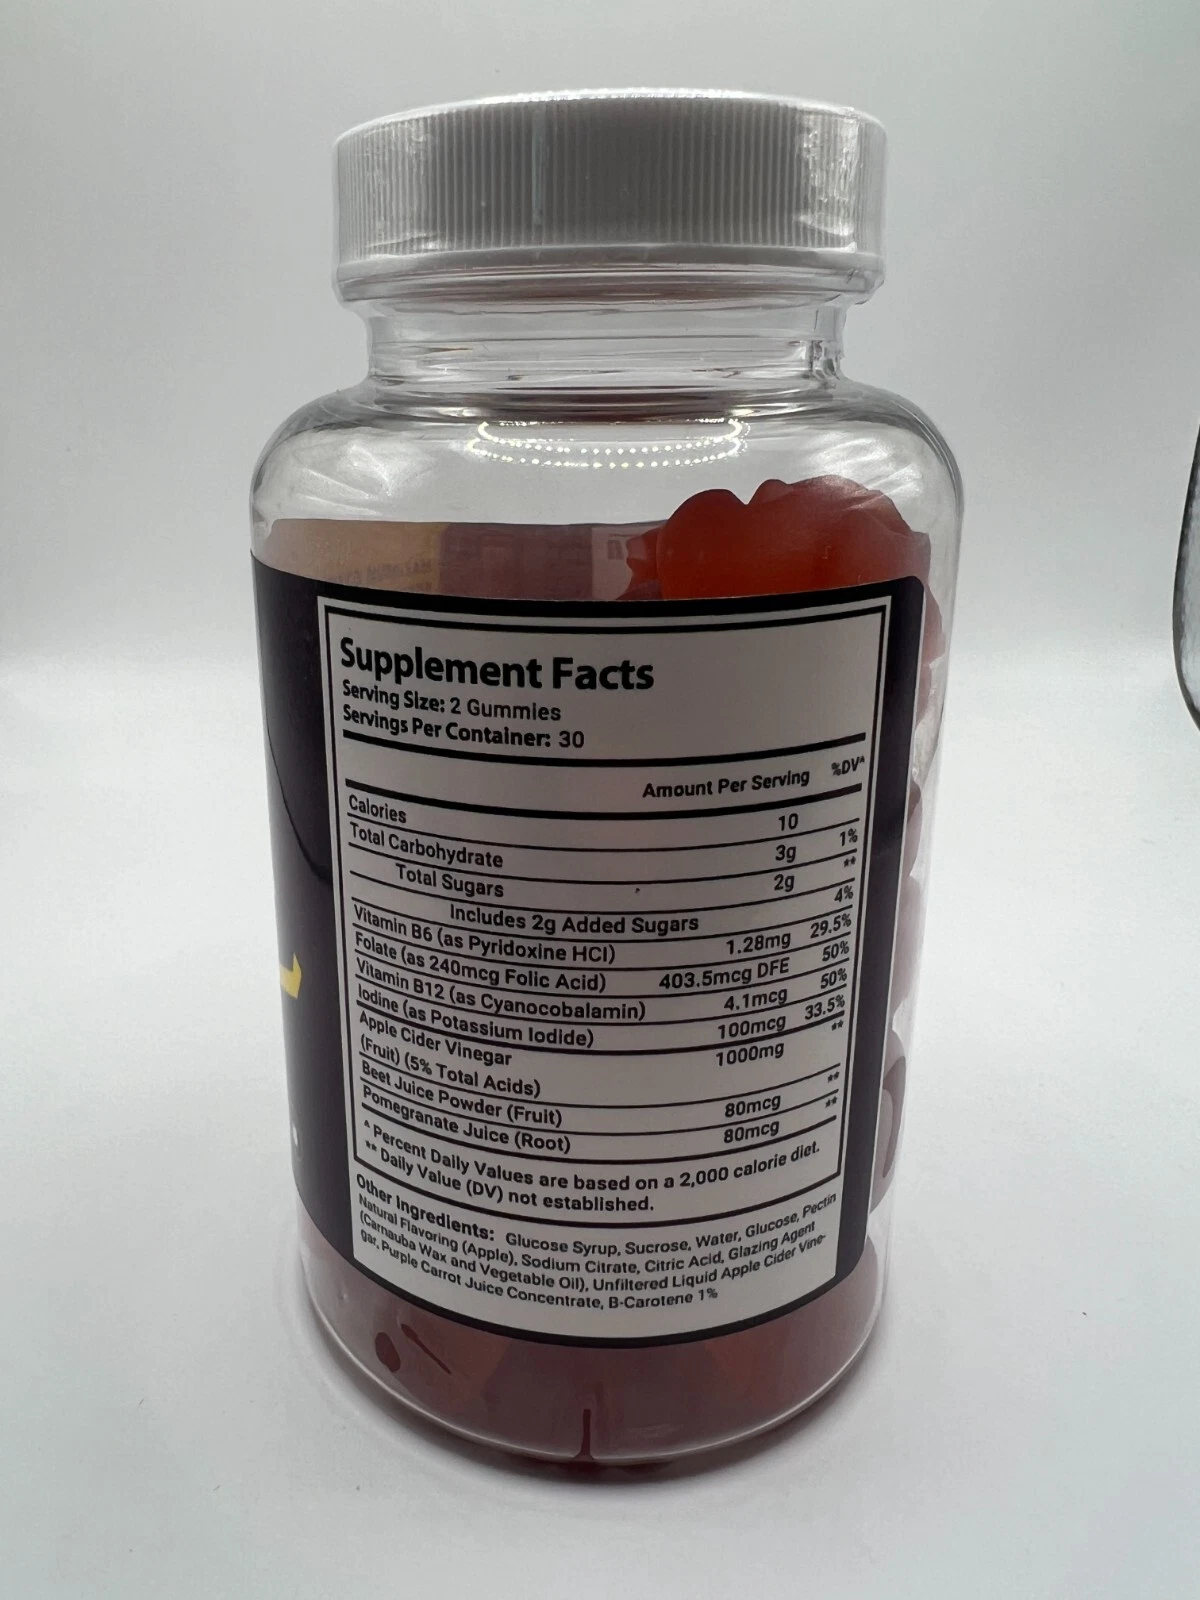 Supplement Facts
Serving Size: 2 Gummies
Servings Per Container: 30
Amount Per Serving %DV^
Calories 10
Total Carbohydrate 3g 1%
Total Sugars 2g **
Includes 2g Added Sugars 4%
Vitamin B6 (as Pyridoxine HCl) 1.28mg 29.5%
Folate (as 240mcg Folic Acid) 403.5mcg DFE 50%
Vitamin B12 (as Cyanocobalamin) 4.1mcg 50%
Iodine (as Potassium Iodide) 100mcg 33.5%
Apple Cider Vinegar 1000mg **
(Fruit) (5% Total Acids)
Beet Juice Powder (Fruit) 80mcg **
Pomegranate Juice (Root) 80mcg **
^ Percent Daily Values are based on a 2,000 calorie diet.
** Daily Value (DV) not established.
Other Ingredients: Glucose Syrup, Sucrose, Water, Glucose, Pectin
Natural Flavoring (Apple), Sodium Citrate, Citric Acid, Glazing Agent
(Carnauba Wax and Vegetable Oil), Unfiltered Liquid Apple Cider Vine-
gar, Purple Carrot Juice Concentrate, B-Carotene 1%